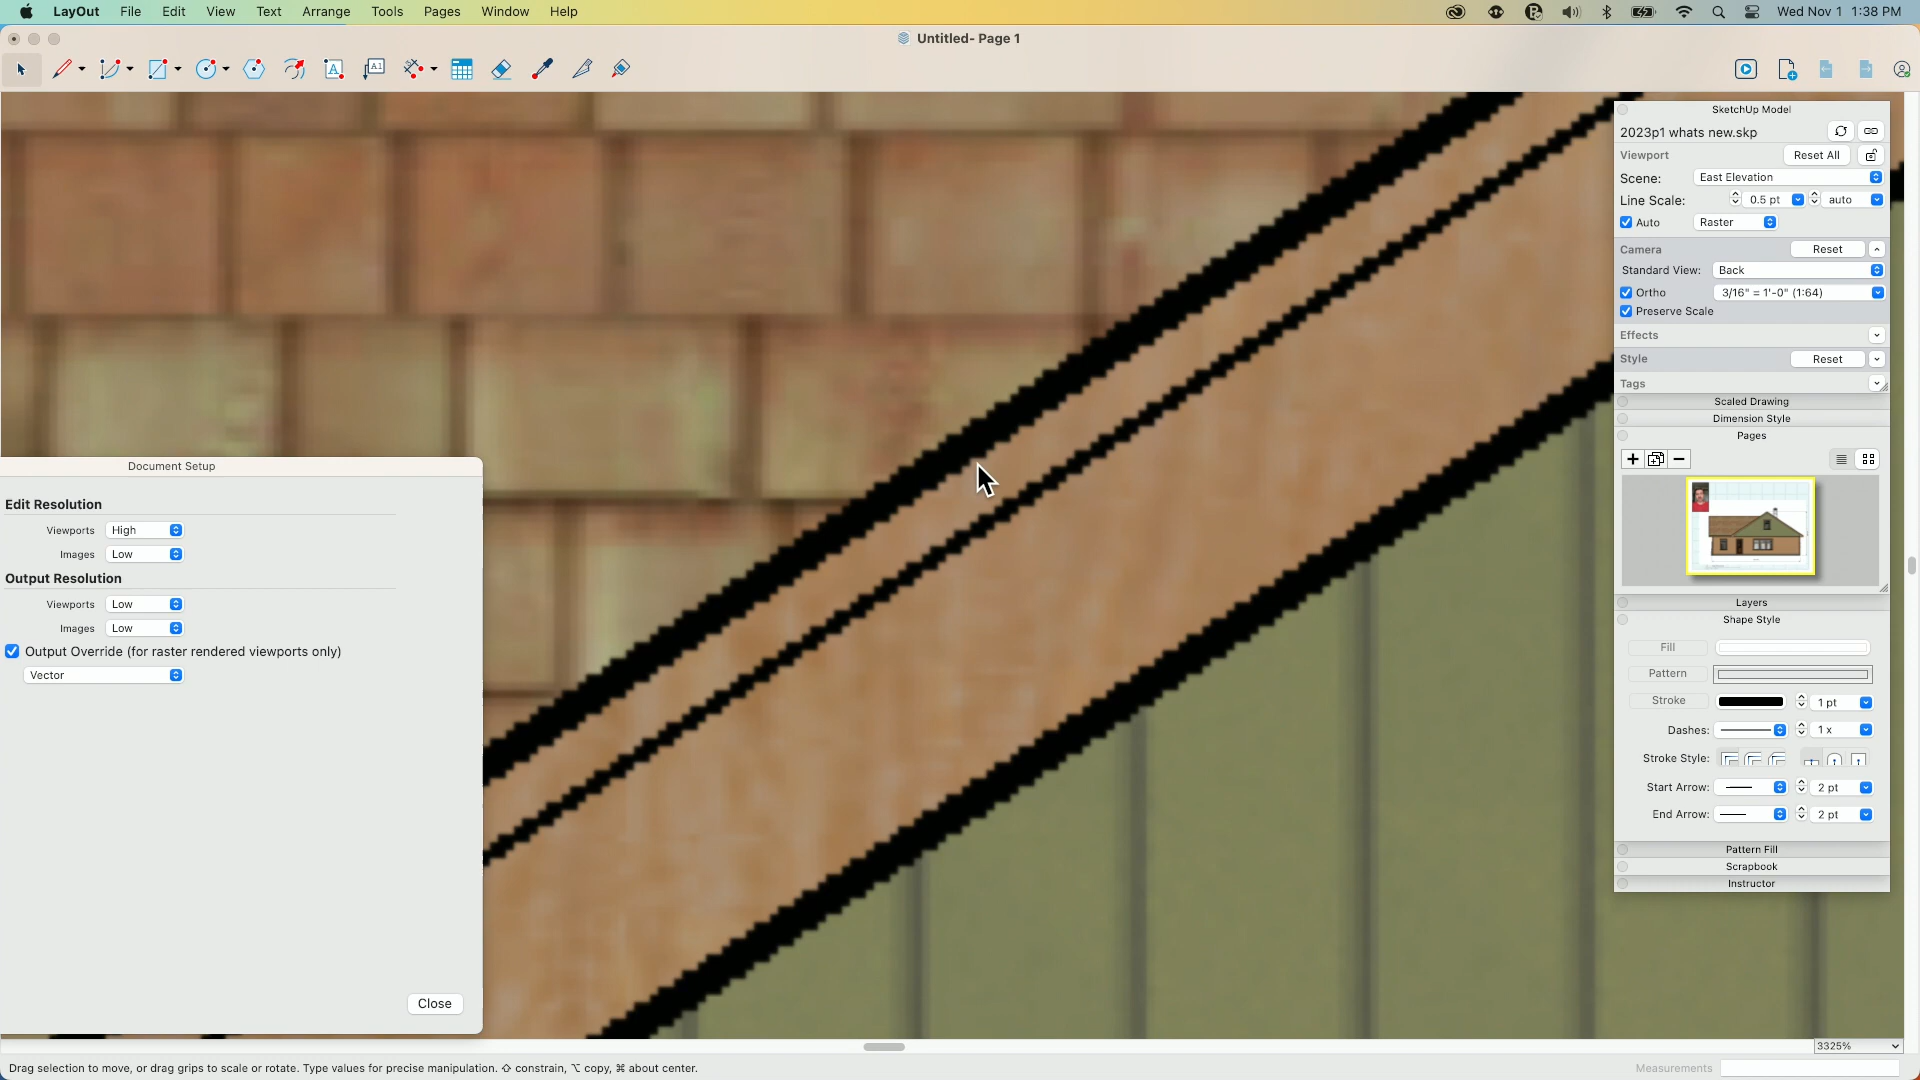 LayOut File Edit View Text Arrange Tools Pages Window Help
Wed Nov 1 1:38 PM
Untitled- Page 1
A
A1
SketchUp Model
2023p1 whats new.skp
Viewport Reset All
Scene: East Elevation
Line Scale: 0.5 pt auto
Auto Raster
Camera Reset
Standard View: Back
Ortho 3/16" = 1'-0" (1:64)
Preserve Scale
Effects
Style Reset
Tags
Scaled Drawing
Dimension Style
Pages
Layers
Shape Style
Fill
Pattern
Stroke 1 pt
Dashes: 1 x
Stroke Style:
Start Arrow: 2 pt
End Arrow: 2 pt
Pattern Fill
Scrapbook
Instructor
Document Setup
Edit Resolution
Viewports High
Images Low
Output Resolution
Viewports Low
Images Low
Output Override (for raster rendered viewports only)
Vector
Close
3325%
Drag selection to move, or drag grips to scale or rotate. Type values for precise manipulation. ⇧ constrain, ⌥ copy, ⌘ about center.
Measurements